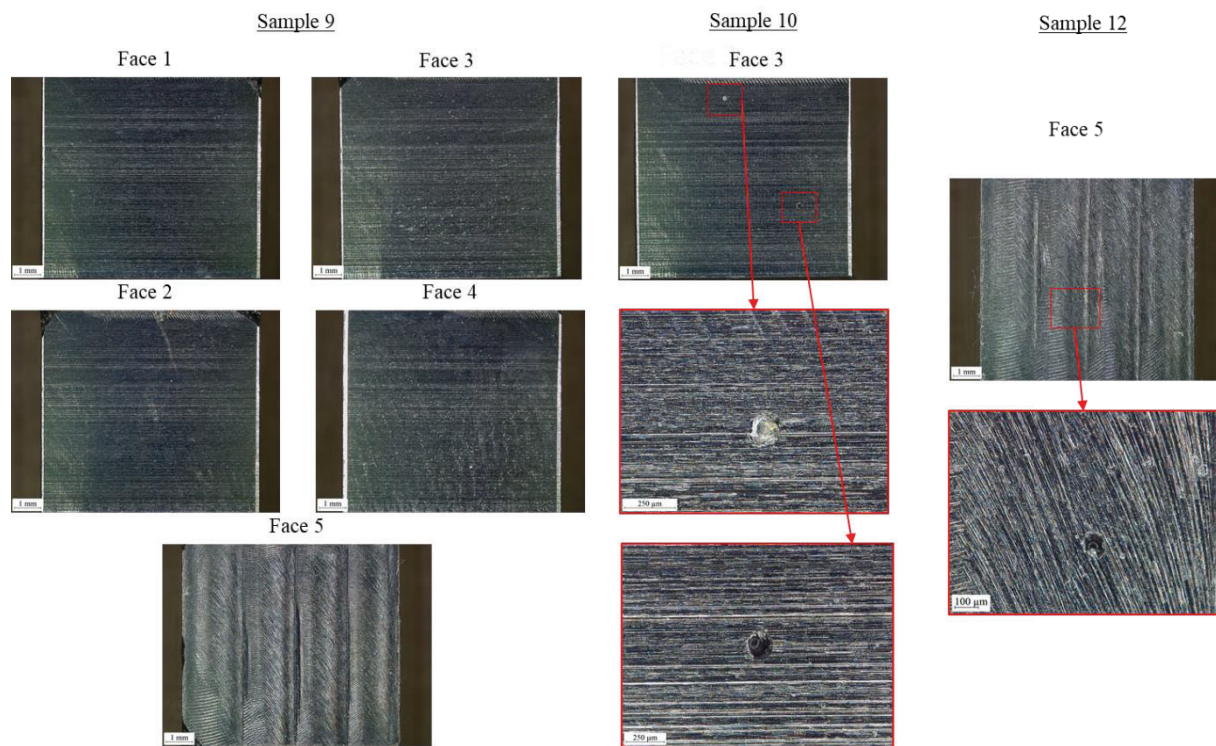 Sample 9
Face 1
Face 3
1 mm
1 mm
Face 2
Face 4
1 mm
1 mm
Face 5
1 mm
Sample 10
Face 3
1 mm
250 µm
250 µm
Sample 12
Face 5
1 mm
100 µm